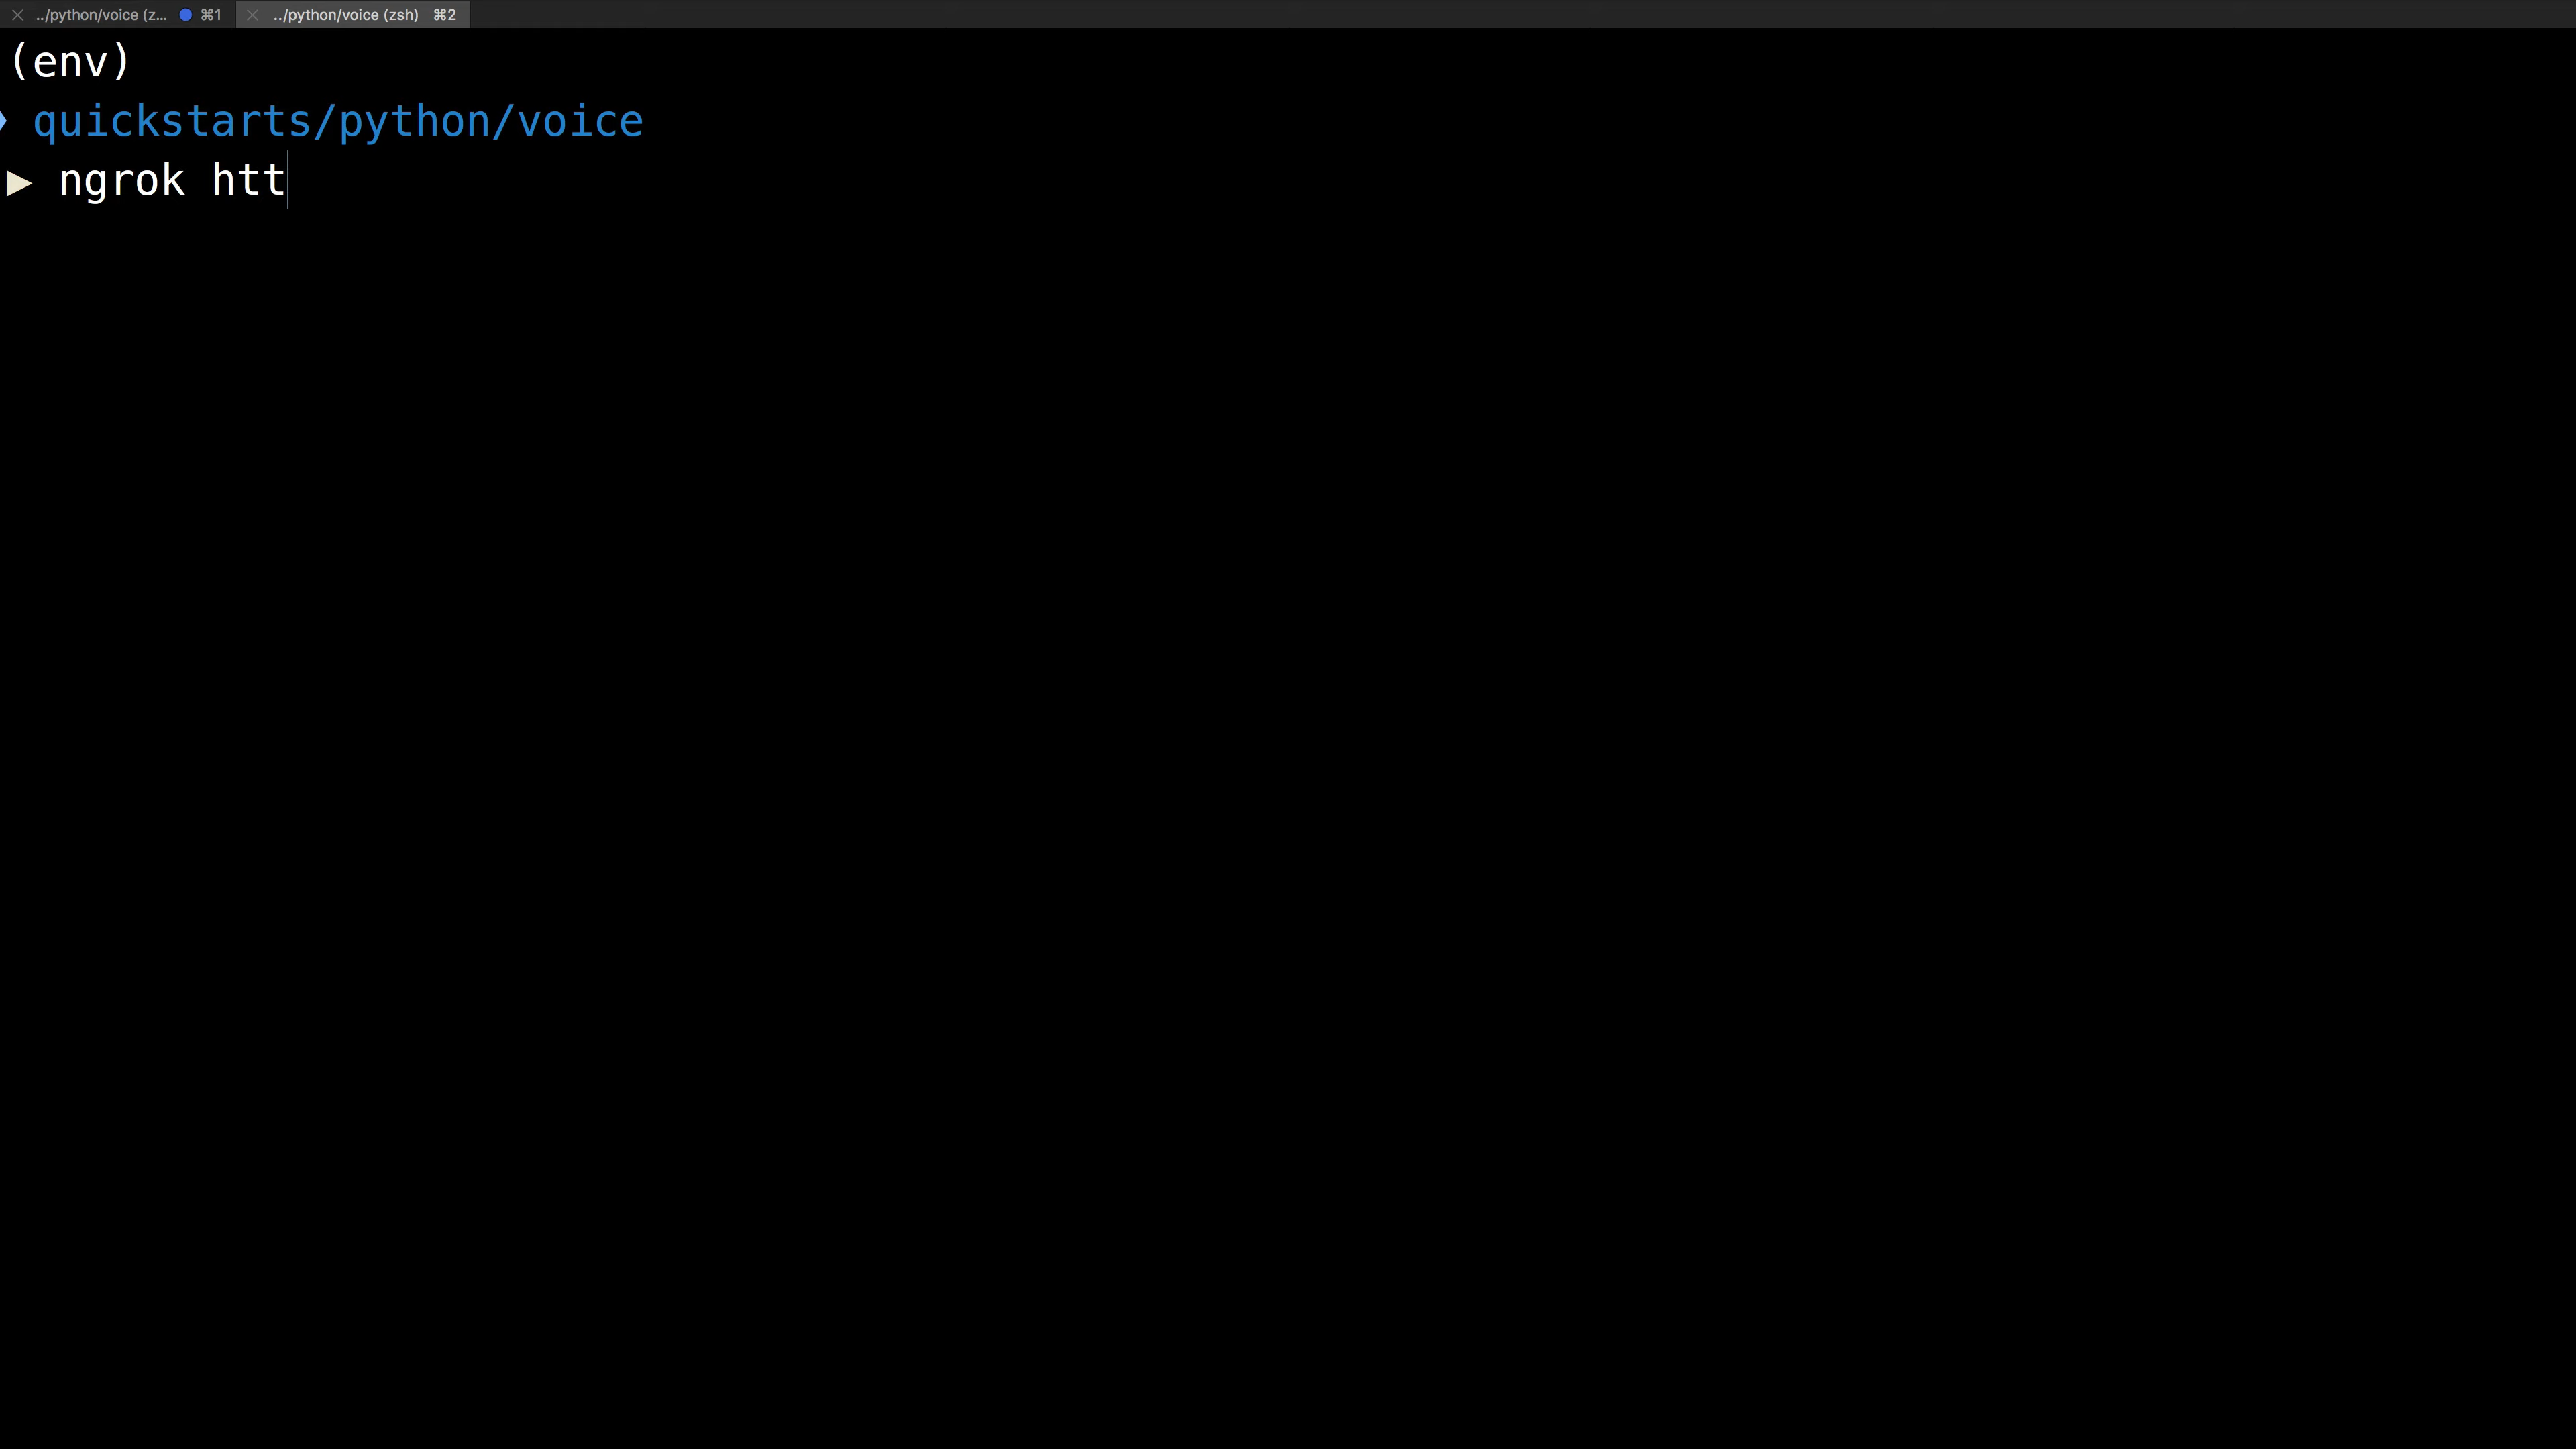 ../python/voice (z... ⌘1
../python/voice (zsh) ⌘2
(env)
quickstarts/python/voice
▶ ngrok htt